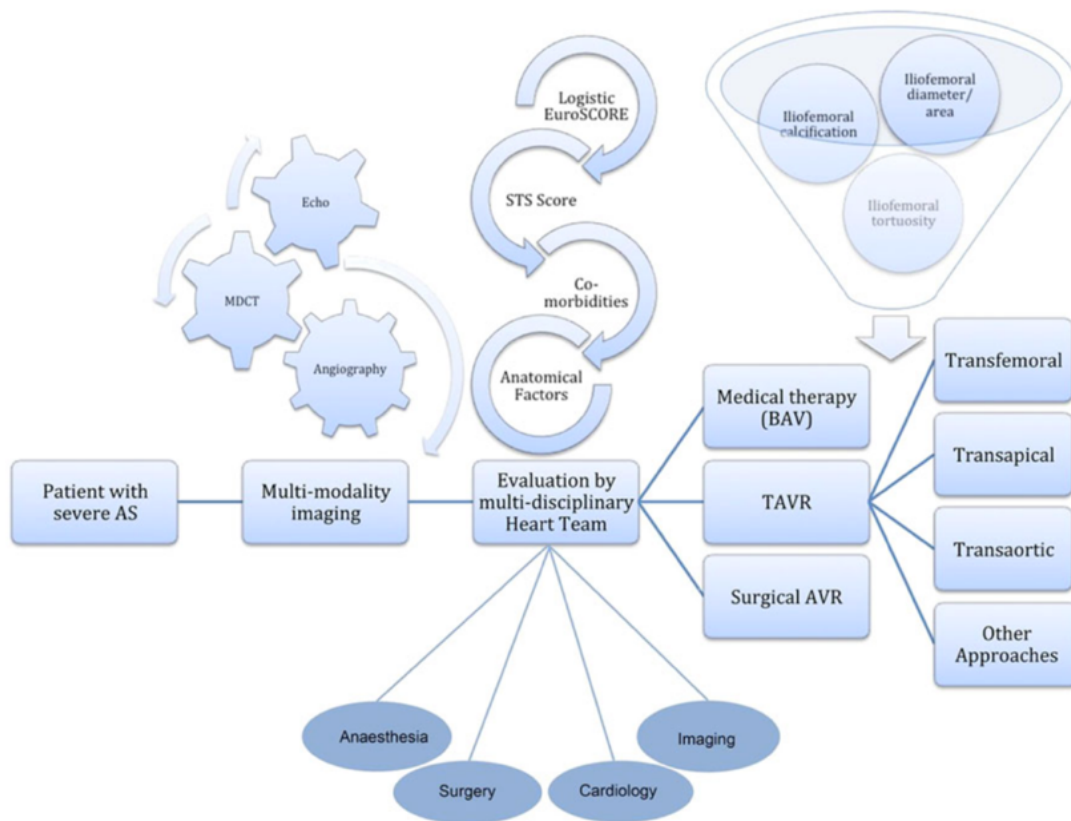 Logistic
EuroSCORE
STS Score
Co-
morbidities
Anatomical
Factors
Iliofemoral
diameter/
area
Iliofemoral
calcification
Iliofemoral
tortuosity
Echo
MDCT
Angiography
Patient with
severe AS
Multi-modality
imaging
Evaluation by
multi-disciplinary
Heart Team
Medical therapy
(BAV)
TAVR
Surgical AVR
Transfemoral
Transapical
Transaortic
Other
Approaches
Anaesthesia
Surgery
Cardiology
Imaging